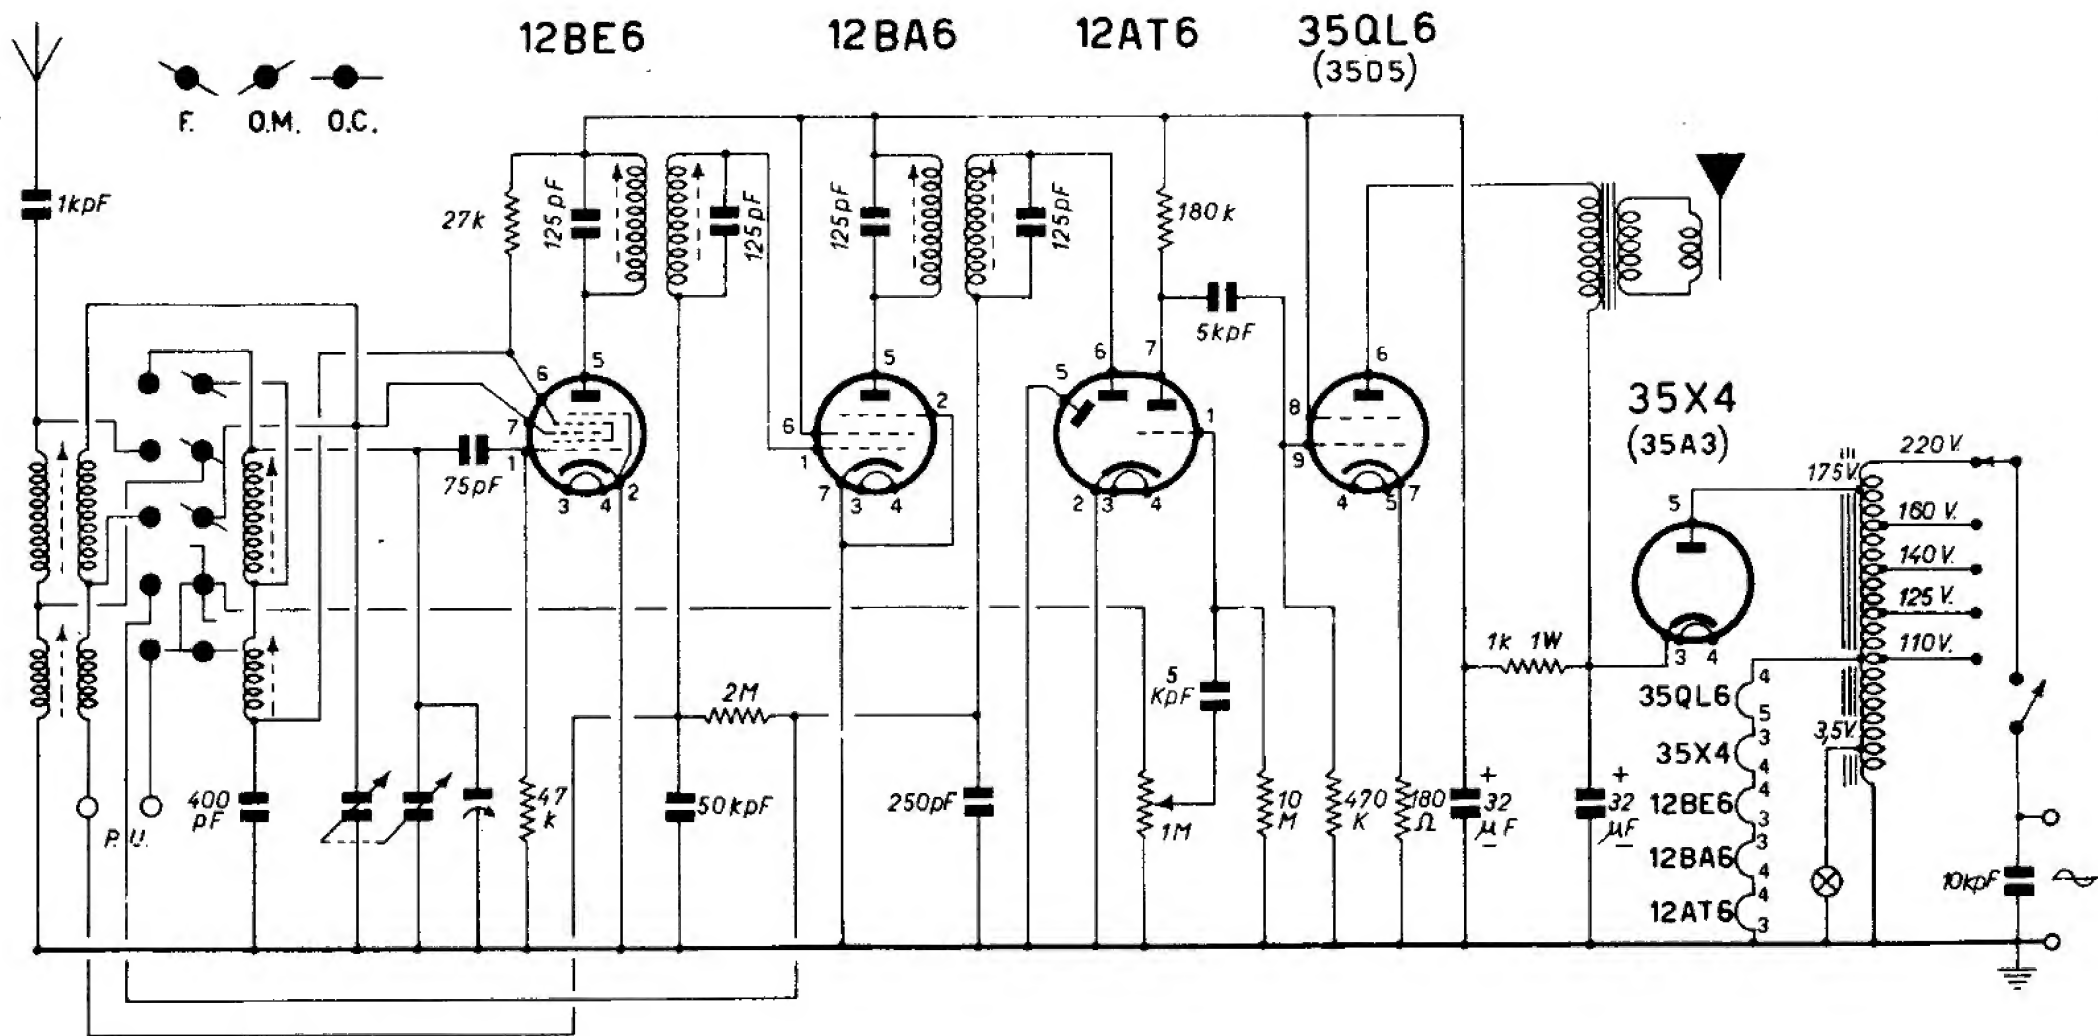 12BE6
12BA6
12AT6
35QL6
(35D5)
F. O.M. O.C.
1kpF
27k
125pF
125pF
125pF
125pF
180k
5kpF
75pF
6
5
7
1
3
4
2
5
2
6
1
7
3
4
5
6
7
1
2
3
4
6
8
9
4
5
7
35X4
(35A3)
5
3 4
175V.
220V.
160 V.
140V.
125 V.
110V.
3,5V.
1k 1W
2M
5
KpF
400
pF
P. U.
47
k
50kpF
250pF
1M
10
M
470
K
180
Ω
+
32
μF
−
+
32
μF
−
35QL6
4
5
35X4
3
4
12BE6
4
3
12BA6
3
4
12AT6
4
3
10kpF